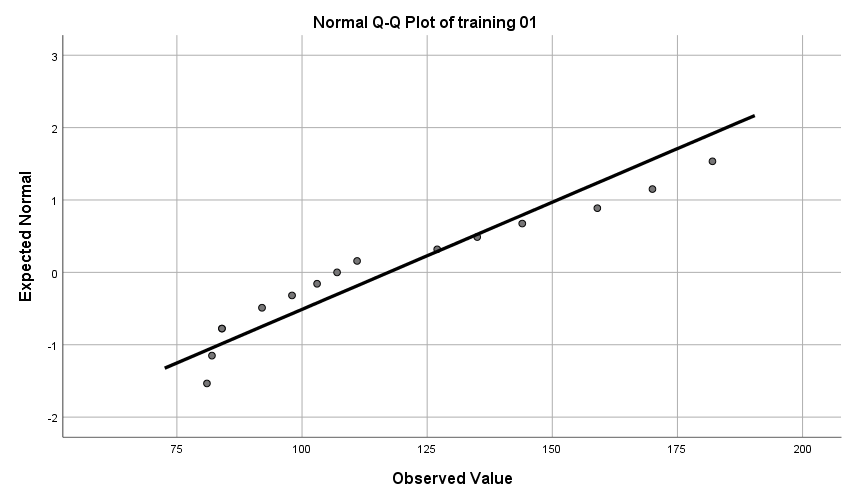 Normal Q-Q Plot of training 01
Expected Normal
3
2
1
0
-1
-2
75 100 125 150 175 200
Observed Value